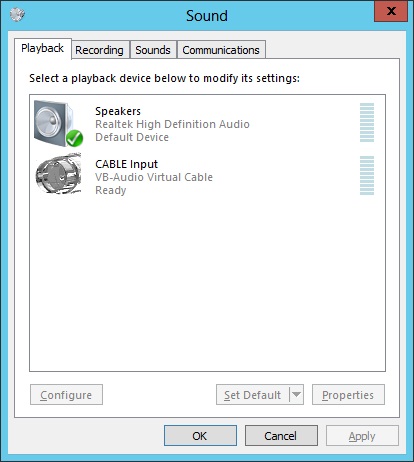 Sound
x
Playback Recording Sounds Communications
Select a playback device below to modify its settings:
Speakers
Realtek High Definition Audio
Default Device
CABLE Input
VB-Audio Virtual Cable
Ready
Configure Set Default Properties
OK Cancel Apply